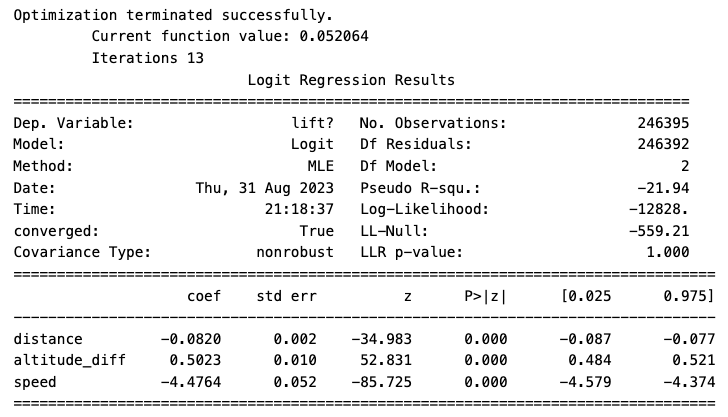 Optimization terminated successfully.
         Current function value: 0.052064
         Iterations 13
                           Logit Regression Results
==============================================================================
Dep. Variable:                  lift?   No. Observations:               246395
Model:                          Logit   Df Residuals:                   246392
Method:                           MLE   Df Model:                            2
Date:                Thu, 31 Aug 2023   Pseudo R-squ.:                  -21.94
Time:                        21:18:37   Log-Likelihood:                -12828.
converged:                       True   LL-Null:                       -559.21
Covariance Type:            nonrobust   LLR p-value:                     1.000
=================================================================================
                    coef    std err          z      P>|z|      [0.025      0.975]
---------------------------------------------------------------------------------
distance         -0.0820      0.002    -34.983      0.000      -0.087      -0.077
altitude_diff     0.5023      0.010     52.831      0.000       0.484       0.521
speed            -4.4764      0.052    -85.725      0.000      -4.579      -4.374
=================================================================================